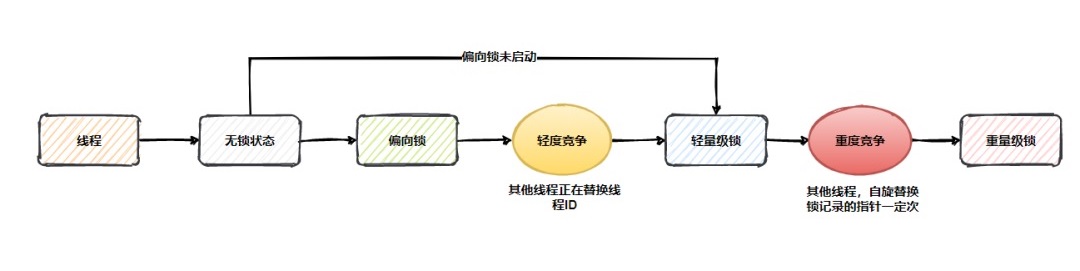 偏向锁未启动
线程
无锁状态
偏向锁
轻度竞争
轻量级锁
重度竞争
重量级锁
其他线程正在替换线
程ID
其他线程，自旋替换
锁记录的指针一定次